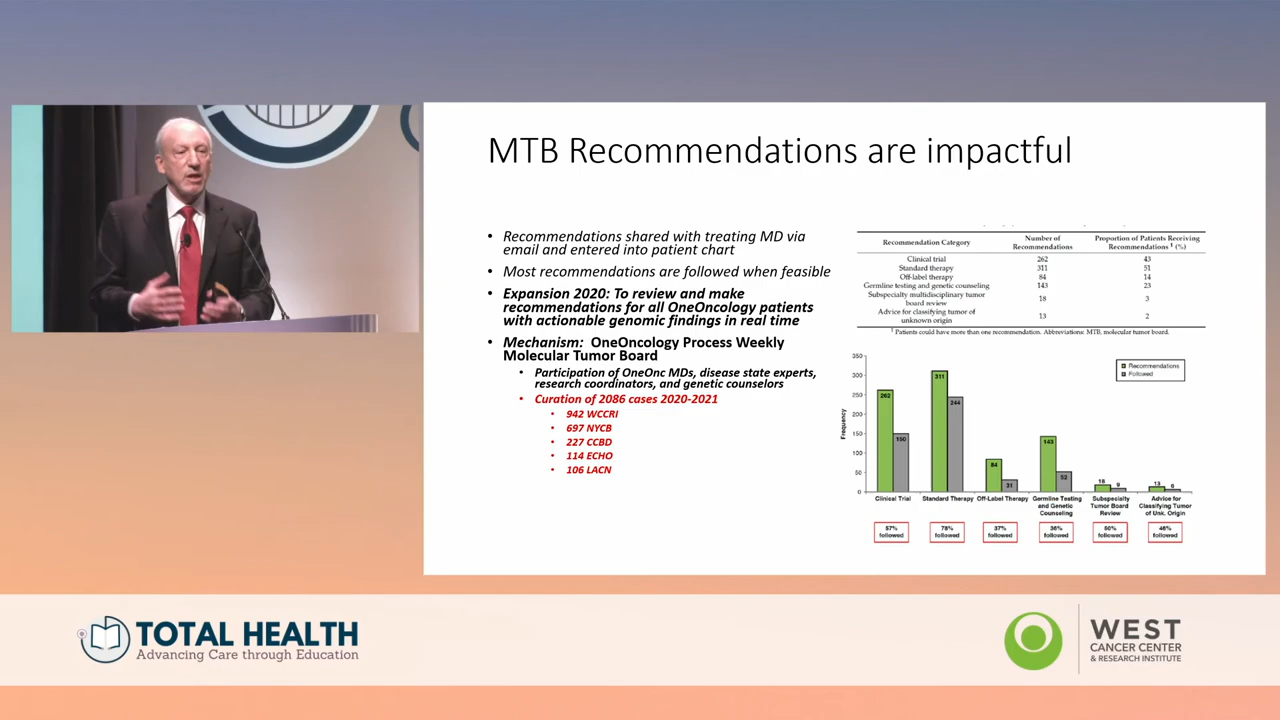 MTB Recommendations are impactful
• Recommendations shared with treating MD via
email and entered into patient chart
• Most recommendations are followed when feasible
• Expansion 2020: To review and make
recommendations for all OneOncology patients
with actionable genomic findings in real time
• Mechanism: OneOncology Process Weekly
Molecular Tumor Board
• Participation of OneOnc MDs, disease state experts,
research coordinators, and genetic counselors
• Curation of 2086 cases 2020-2021
• 942 WCCRI
• 697 NYCB
• 227 CCBD
• 114 ECHO
• 106 LACN
Recommendation Category Number of Recommendations Proportion of Patients Receiving Recommendations ¹ (%)
Clinical trial 262 43
Standard therapy 311 51
Off-label therapy 84 14
Germline testing and genetic counseling 143 23
Subspecialty multidisciplinary tumor board review 18 3
Advice for classifying tumor of unknown origin 13 2
¹ Patients could have more than one recommendation. Abbreviations: MTB, molecular tumor board.
Recommendations
Followed
Frequency
350
300
250
200
150
100
50
0
262 150 311 244 84 31 143 52 18 9 13 6
Clinical Trial Standard Therapy Off-Label Therapy Germline Testing and Genetic Counseling Subspecialty Tumor Board Review Advice for Classifying Tumor of Unk. Origin
57% followed 78% followed 37% followed 36% followed 50% followed 46% followed
TOTAL HEALTH
Advancing Care through Education
WEST
CANCER CENTER
& RESEARCH INSTITUTE